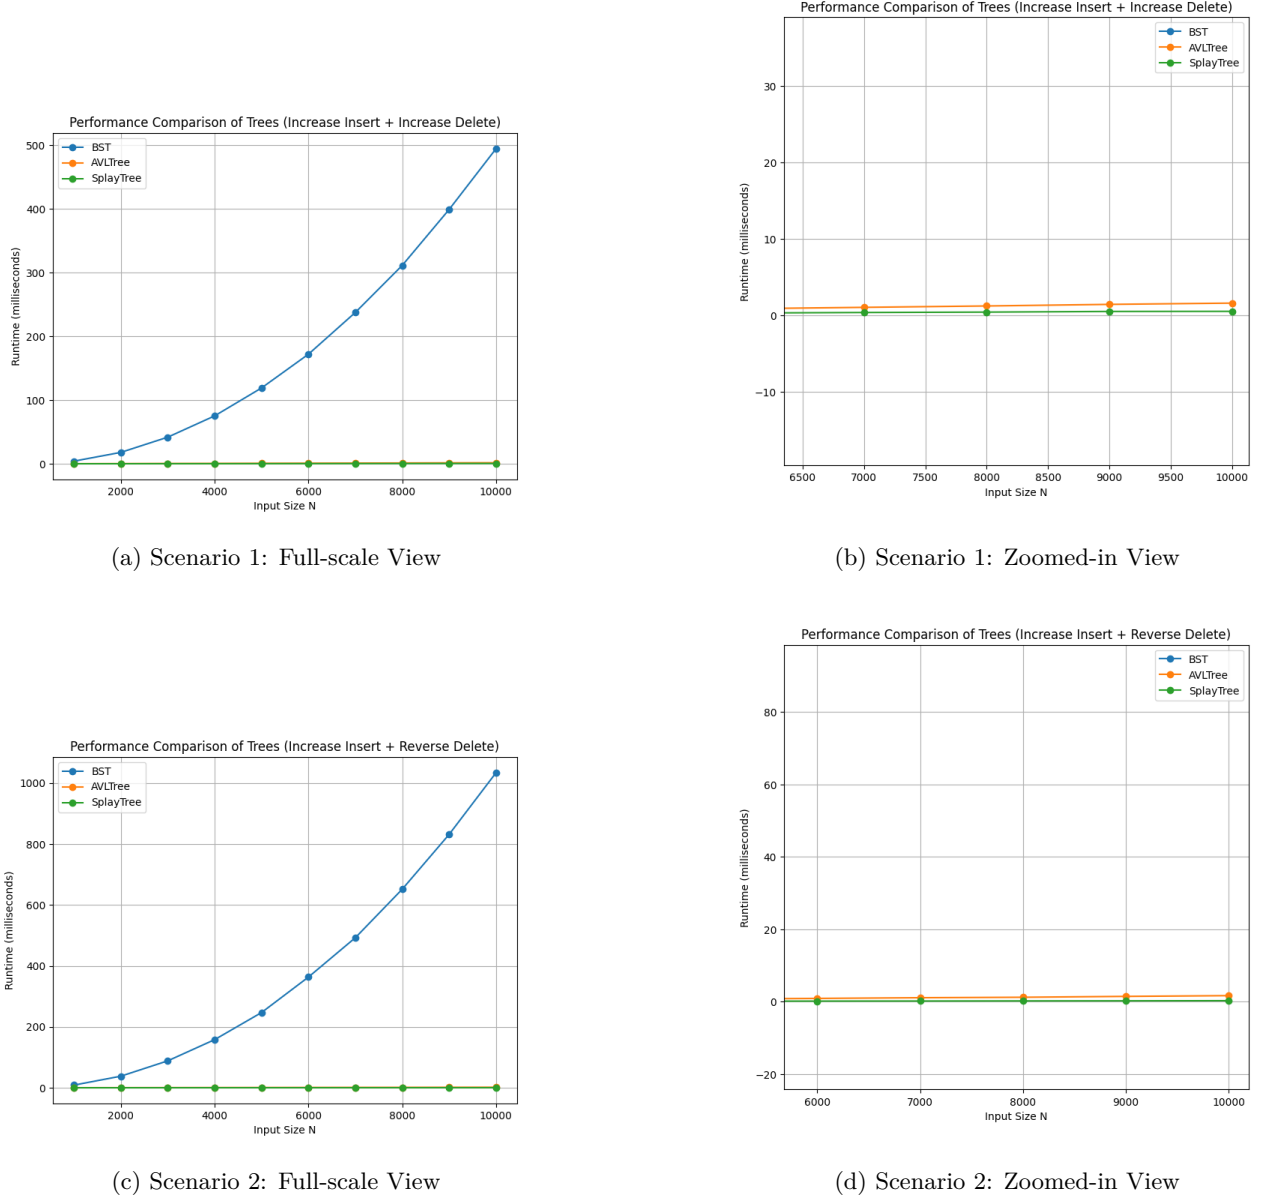 Performance Comparison of Trees (Increase Insert + Increase Delete)
BST
AVLTree
SplayTree
500
400
300
200
100
0
Runtime (milliseconds)
2000 4000 6000 8000 10000
Input Size N
(a) Scenario 1: Full-scale View
Performance Comparison of Trees (Increase Insert + Increase Delete)
BST
AVLTree
SplayTree
30
20
10
0
−10
Runtime (milliseconds)
6500 7000 7500 8000 8500 9000 9500 10000
Input Size N
(b) Scenario 1: Zoomed-in View
Performance Comparison of Trees (Increase Insert + Reverse Delete)
BST
AVLTree
SplayTree
1000
800
600
400
200
0
Runtime (milliseconds)
2000 4000 6000 8000 10000
Input Size N
(c) Scenario 2: Full-scale View
Performance Comparison of Trees (Increase Insert + Reverse Delete)
BST
AVLTree
SplayTree
80
60
40
20
0
−20
Runtime (milliseconds)
6000 7000 8000 9000 10000
Input Size N
(d) Scenario 2: Zoomed-in View